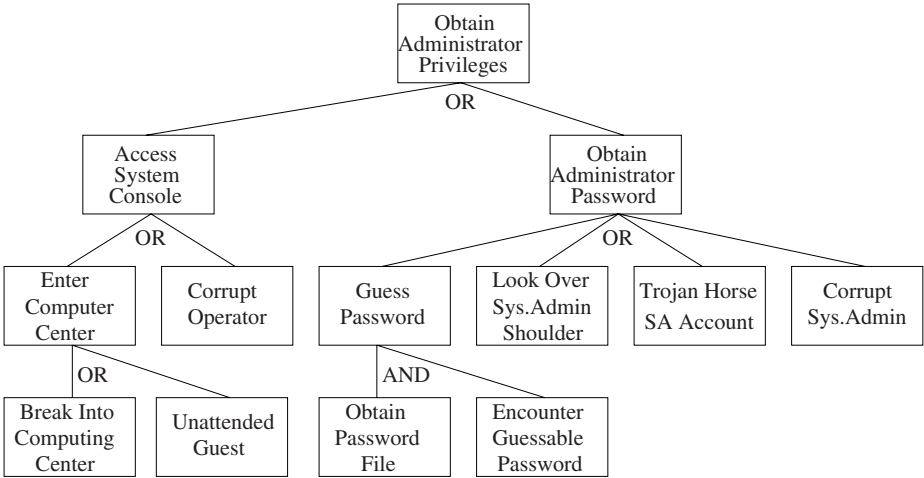 Obtain
Administrator
Privileges
OR
Access
System
Console
Obtain
Administrator
Password
OR
OR
Enter
Computer
Center
Corrupt
Operator
Guess
Password
Look Over
Sys.Admin
Shoulder
Trojan Horse
SA Account
Corrupt
Sys.Admin
OR
AND
Break Into
Computing
Center
Unattended
Guest
Obtain
Password
File
Encounter
Guessable
Password